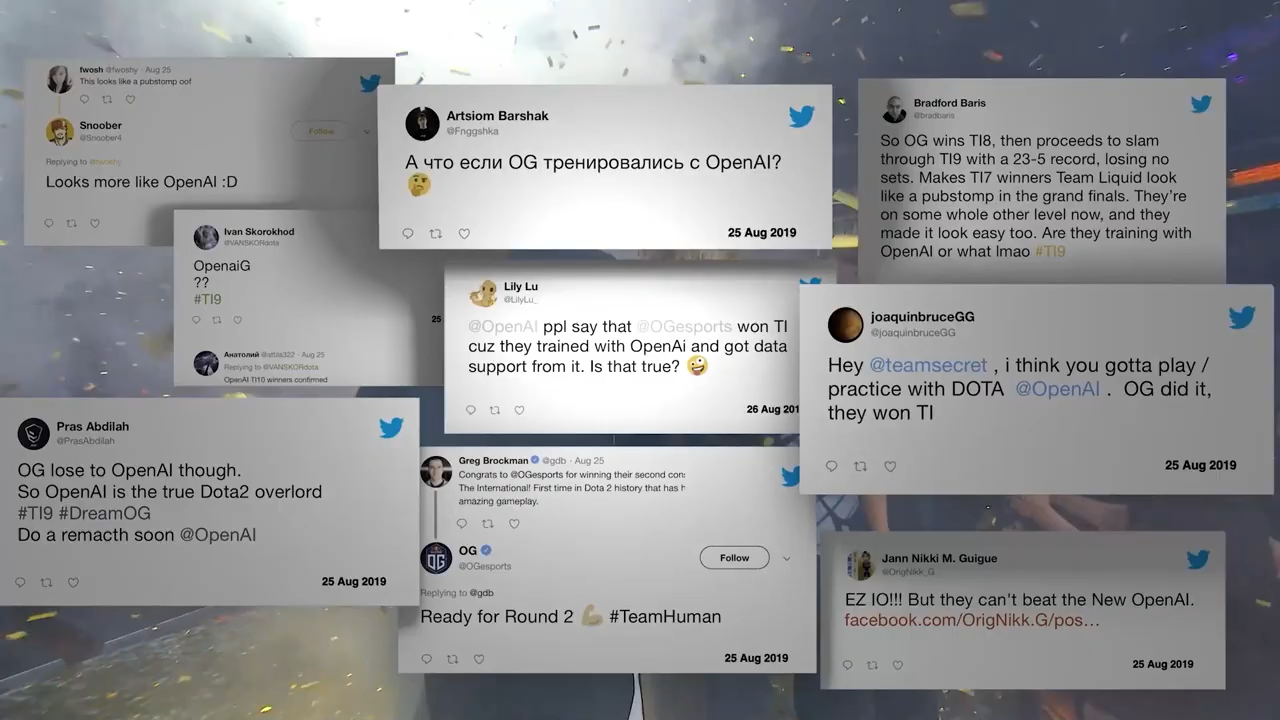 fwosh @fwoshy · Aug 25
This looks like a pubstomp oof
Snoober
@Snoober4
Follow
Replying to @fwoshy
Looks more like OpenAI :D
Ivan Skorokhod
@VANSKORdota
OpenaiG
??
#TI9
25
Анатолий @attila322 · Aug 25
Replying to @VANSKORdota
OpenAI TI10 winners confirmed
Artsiom Barshak
@Fnggshka
А что если OG тренировались с OpenAI?
🤔
25 Aug 2019
Bradford Baris
@bradbaris
So OG wins TI8, then proceeds to slam
through TI9 with a 23-5 record, losing no
sets. Makes TI7 winners Team Liquid look
like a pubstomp in the grand finals. They're
on some whole other level now, and they
made it look easy too. Are they training with
OpenAI or what lmao #TI9
Lily Lu
@LilyLu_
@OpenAI ppl say that @OGesports won TI
cuz they trained with OpenAi and got data
support from it. Is that true? 🤪
26 Aug 201
joaquinbruceGG
@joaquinbruceGG
Hey @teamsecret , i think you gotta play /
practice with DOTA @OpenAI . OG did it,
they won TI
25 Aug 2019
Pras Abdilah
@PrasAbdilah
OG lose to OpenAI though.
So OpenAI is the true Dota2 overlord
#TI9 #DreamOG
Do a remacth soon @OpenAI
25 Aug 2019
Greg Brockman @gdb · Aug 25
Congrats to @OGesports for winning their second con
The International! First time in Dota 2 history that has h
amazing gameplay.
OG
@OGesports
Follow
Replying to @gdb
Ready for Round 2 💪 #TeamHuman
25 Aug 2019
Jann Nikki M. Guigue
@OrigNikk_G
EZ IO!!! But they can't beat the New OpenAI.
facebook.com/OrigNikk.G/pos…
25 Aug 2019